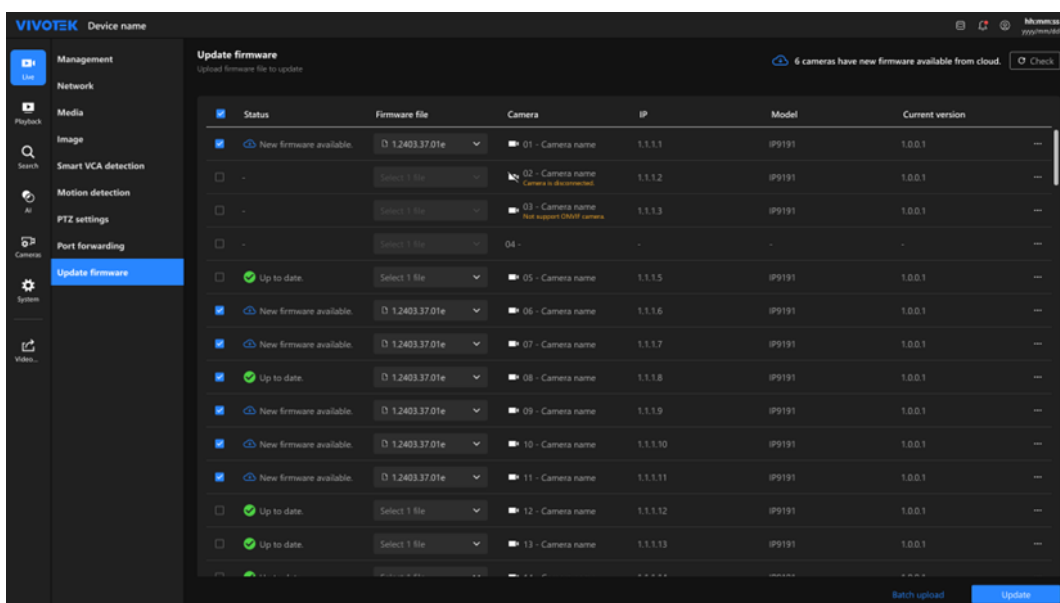 VIVOTEK Device name
hh:mm:ss
yyyy/mm/dd
Live
Playback
Search
AI
Cameras
System
Video...
Management
Network
Media
Image
Smart VCA detection
Motion detection
PTZ settings
Port forwarding
Update firmware
Update firmware
Upload firmware file to update
6 cameras have new firmware available from cloud. Check
Status Firmware file Camera IP Model Current version
New firmware available. 1.2403.37.01e 01 - Camera name 1.1.1.1 IP9191 1.0.0.1 ...
- Select 1 file 02 - Camera name 1.1.1.2 IP9191 1.0.0.1 ...
Camera is disconnected.
- Select 1 file 03 - Camera name 1.1.1.3 IP9191 1.0.0.1 ...
Not support ONVIF camera.
- Select 1 file 04 - - - - ...
Up to date. Select 1 file 05 - Camera name 1.1.1.5 IP9191 1.0.0.1 ...
New firmware available. 1.2403.37.01e 06 - Camera name 1.1.1.6 IP9191 1.0.0.1 ...
New firmware available. 1.2403.37.01e 07 - Camera name 1.1.1.7 IP9191 1.0.0.1 ...
Up to date. 1.2403.37.01e 08 - Camera name 1.1.1.8 IP9191 1.0.0.1 ...
New firmware available. 1.2403.37.01e 09 - Camera name 1.1.1.9 IP9191 1.0.0.1 ...
New firmware available. 1.2403.37.01e 10 - Camera name 1.1.1.10 IP9191 1.0.0.1 ...
New firmware available. 1.2403.37.01e 11 - Camera name 1.1.1.11 IP9191 1.0.0.1 ...
Up to date. Select 1 file 12 - Camera name 1.1.1.12 IP9191 1.0.0.1 ...
Up to date. Select 1 file 13 - Camera name 1.1.1.13 IP9191 1.0.0.1 ...
Batch upload Update